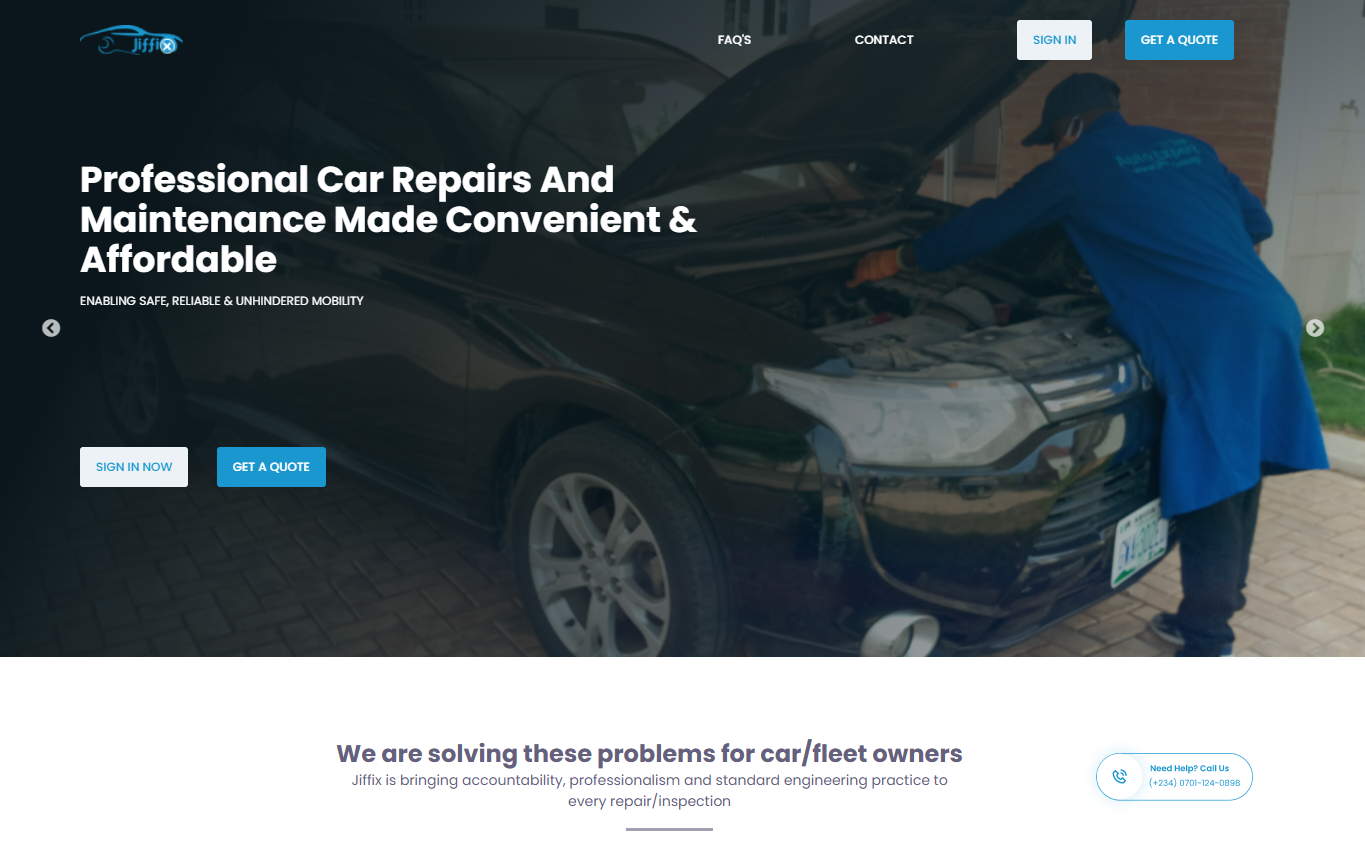 Jiffix
FAQ'S
CONTACT
SIGN IN
GET A QUOTE
Professional Car Repairs And
Maintenance Made Convenient &
Affordable
ENABLING SAFE, RELIABLE & UNHINDERED MOBILITY
SIGN IN NOW
GET A QUOTE
We are solving these problems for car/fleet owners
Jiffix is bringing accountability, professionalism and standard engineering practice to
every repair/inspection
Need Help? Call Us
(+234) 0701-124-0898